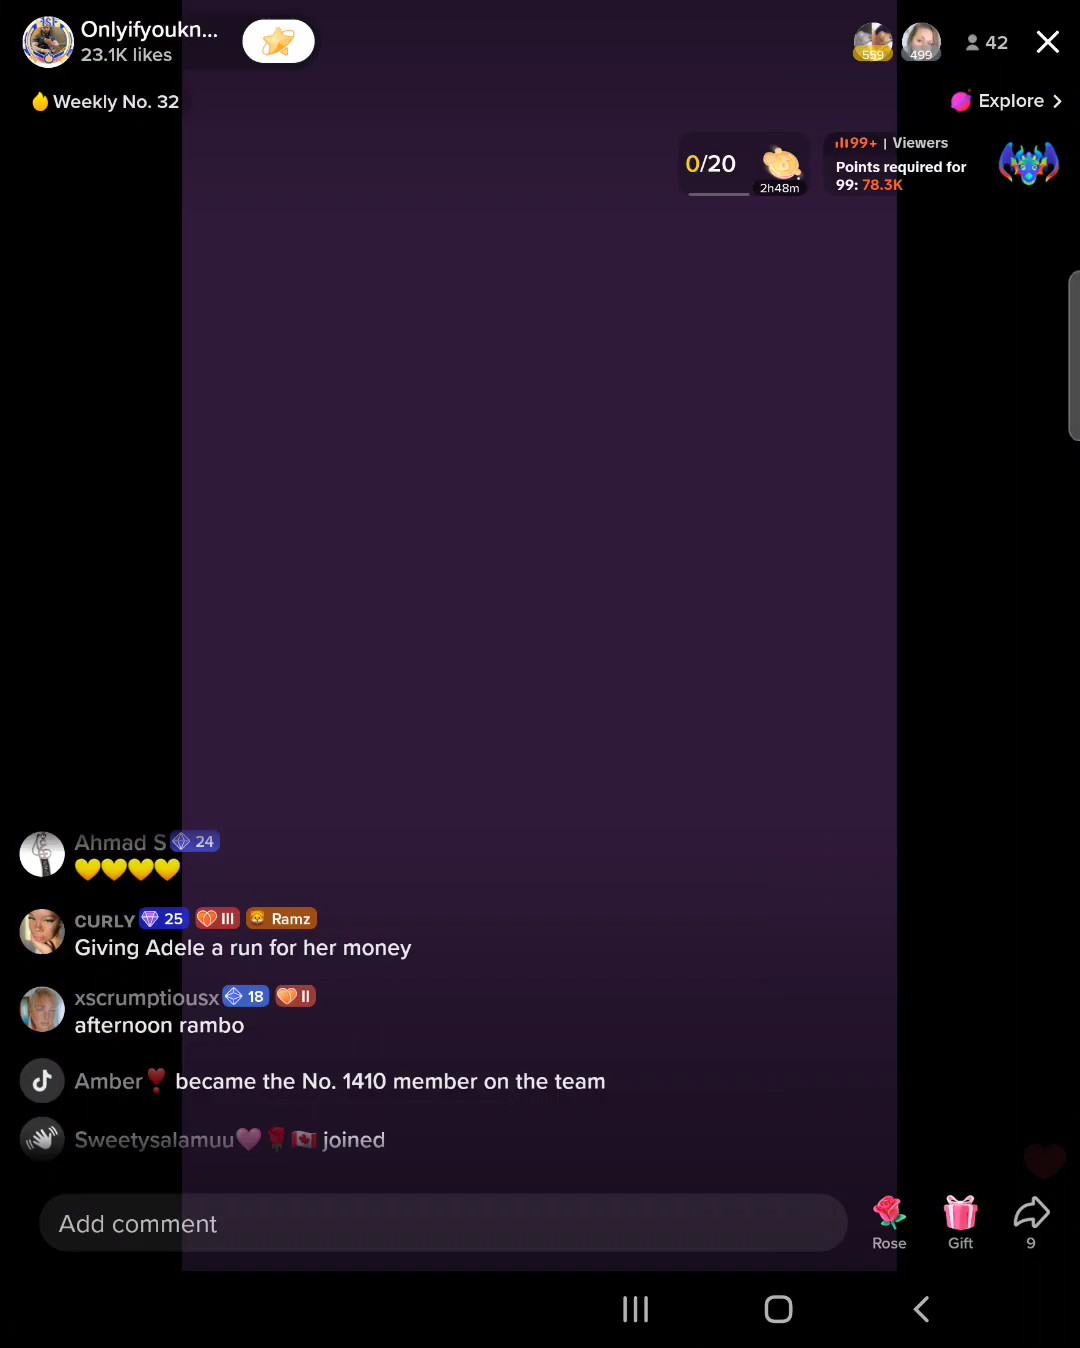 Onlyifyoukn...
23.1K likes
559
499
42
Weekly No. 32
Explore
0/20
2h48m
99+ | Viewers
Points required for
99: 78.3K
Ahmad S 24
💛💛💛💛
CURLY 25 III Ramz
Giving Adele a run for her money
xscrumptiousx 18 II
afternoon rambo
Amber❣️ became the No. 1410 member on the team
Sweetysalamuu🩷🌹🇨🇦 joined
Add comment
Rose
Gift
9